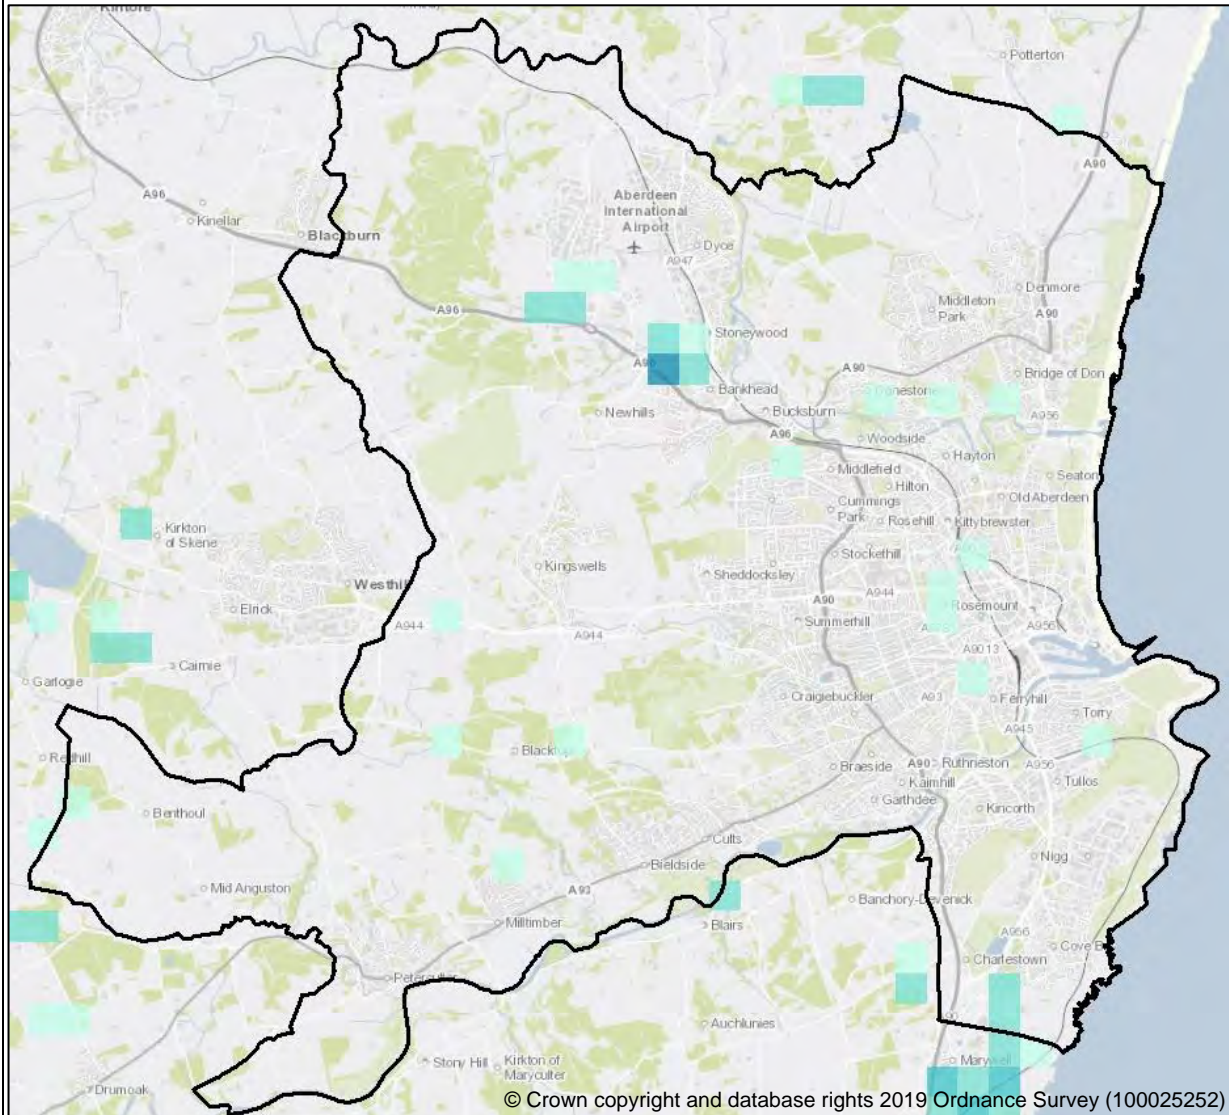 Kintore
Potterton
A90
A96
Kinellar
Blackburn
Aberdeen
International
Airport
Dyce
A947
Denmore
Middleton
Park
A90
A96
Stoneywood
A96
A90
Bridge of Don
Bankhead
Newhills
Bucksburn
A956
A96
Woodside
Hayton
Middlefield
Seaton
Hilton
Old Aberdeen
Cummings
Park
Rosehill
Kittybrewster
Kirkton
of Skene
Stockethill
Kingswells
Sheddocksley
Westhill
A944
Elrick
A90
Rosemount
A944
A944
Summerhill
A956
A9013
Cairnie
Garlogie
Craigiebuckler
A93
Ferryhill
Torry
A945
Redhill
Blacktop
Braeside
A90
Ruthrieston
A956
Kaimhill
Tullos
Garthdee
Kincorth
Benthoul
Cults
Bieldside
Nigg
Mid Anguston
A93
Banchory-Devenick
Milltimber
Blairs
A956
Cove B
Charlestown
Peterculter
Auchlunies
Stony Hill
Kirkton of
Maryculter
Marywell
Drumoak
© Crown copyright and database rights 2019 Ordnance Survey (100025252)